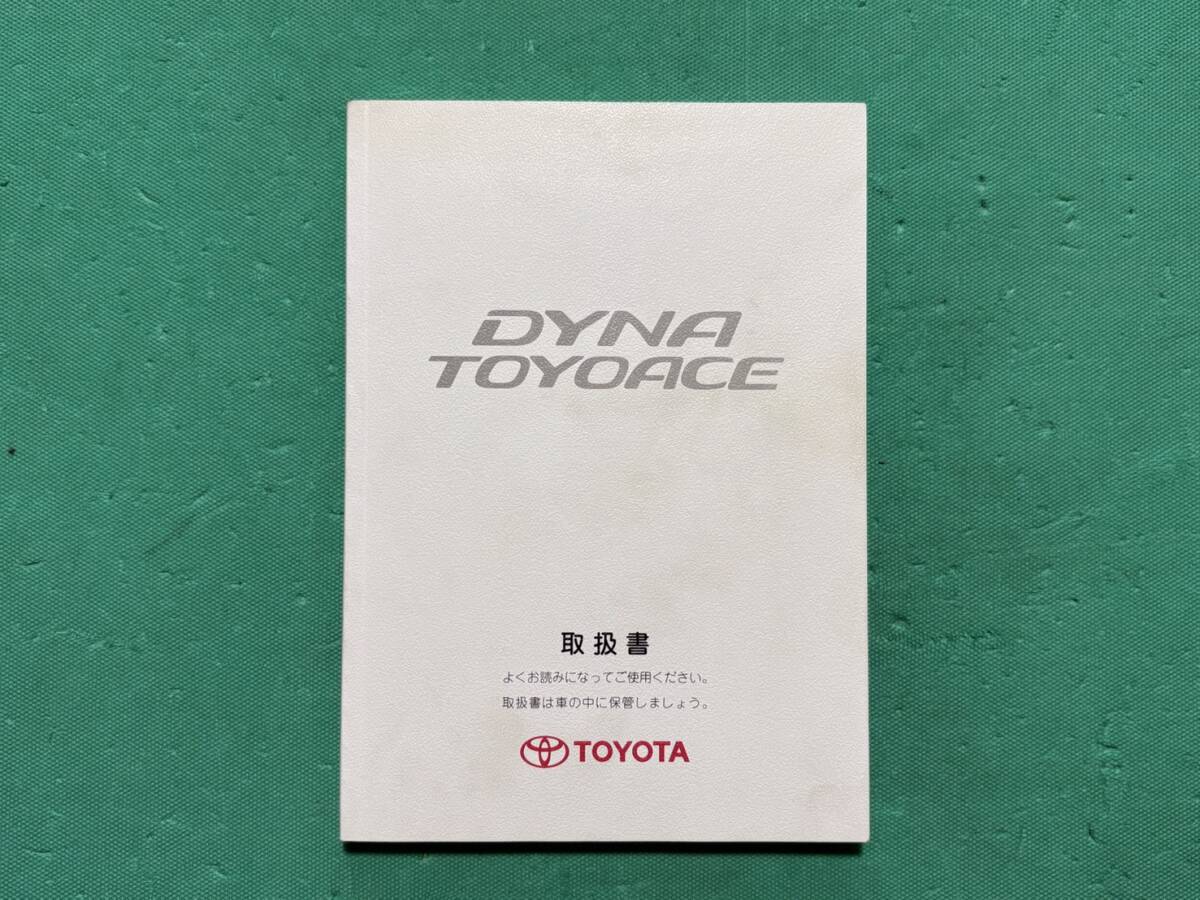 DYNA
TOYOACE
取扱書
よくお読みになってご使用ください。
取扱書は車の中に保管しましょう。
TOYOTA